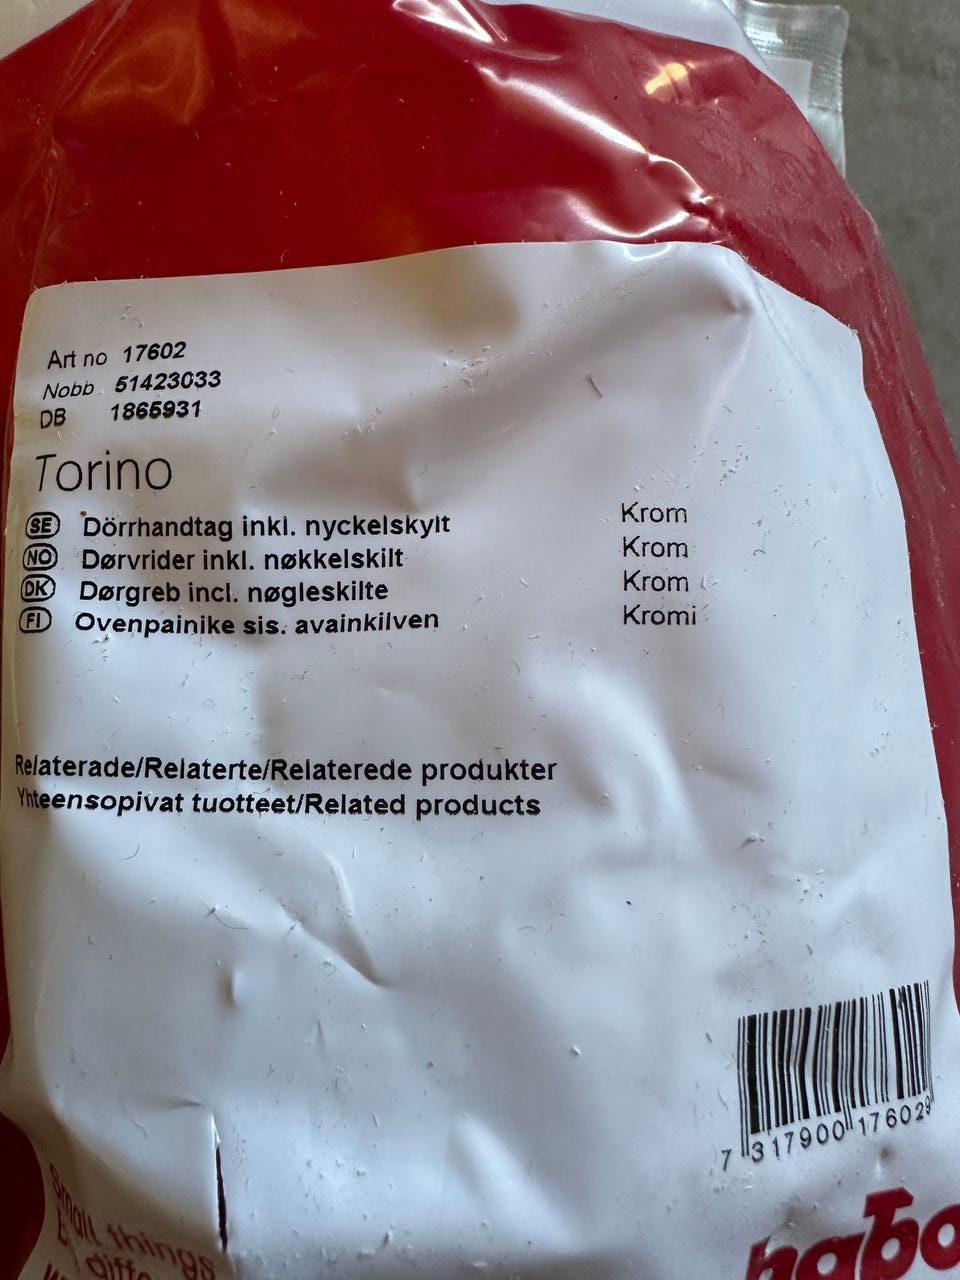 Art no 17602
Nobb 51423033
DB 1865931
Torino
SE Dörrhandtag inkl. nyckelskylt Krom
NO Dørvrider inkl. nøkkelskilt Krom
DK Dørgreb incl. nøgleskilte Krom
FI Ovenpainike sis. avainkilven Kromi
Relaterade/Relaterte/Relaterede produkter
Yhteensopivat tuotteet/Related products
7 317900 176029
Small things
habo